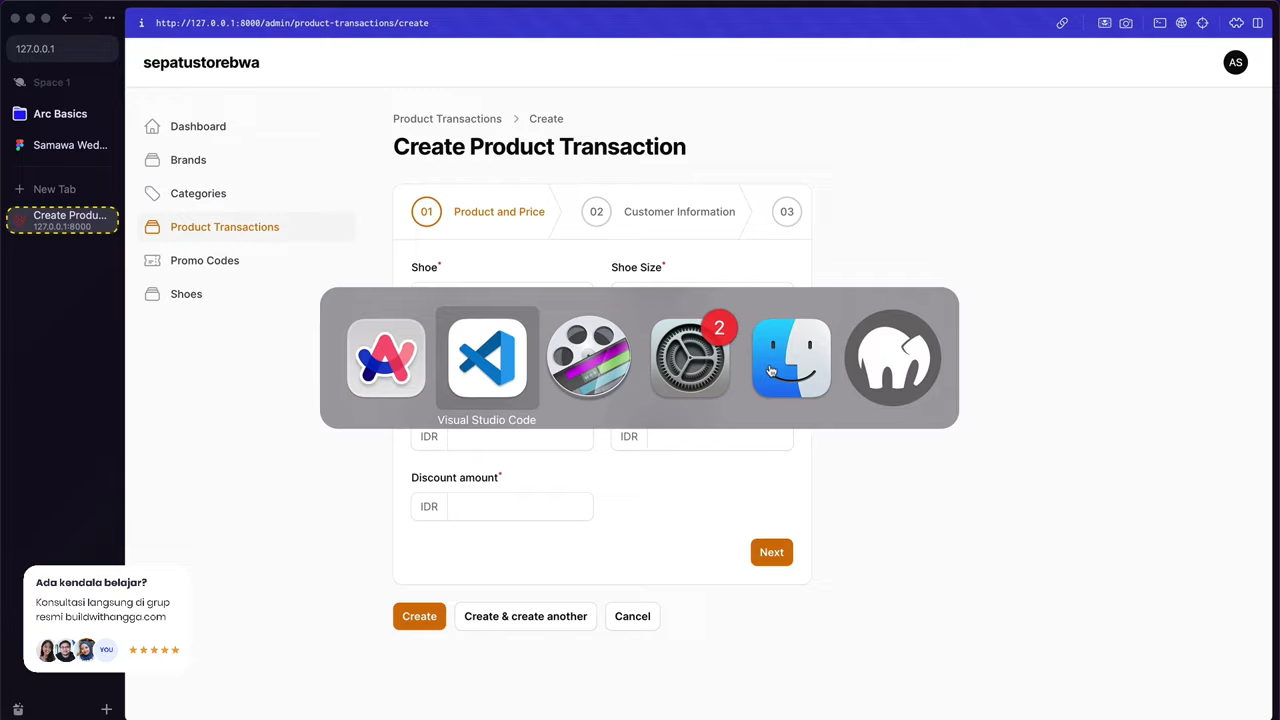 http://127.0.0.1:8000/admin/product-transactions/create
127.0.0.1
Space 1
Arc Basics
Samawa Wed...
New Tab
Create Produ...
127.0.0.1:8000
sepatustorebwa
AS
Dashboard
Brands
Categories
Product Transactions
Promo Codes
Shoes
Product Transactions > Create
Create Product Transaction
01 Product and Price
02 Customer Information
03
Shoe*
Shoe Size*
2
Visual Studio Code
IDR
IDR
Discount amount*
IDR
Next
Create
Create & create another
Cancel
Ada kendala belajar?
Konsultasi langsung di grup
resmi buildwithangga.com
YOU